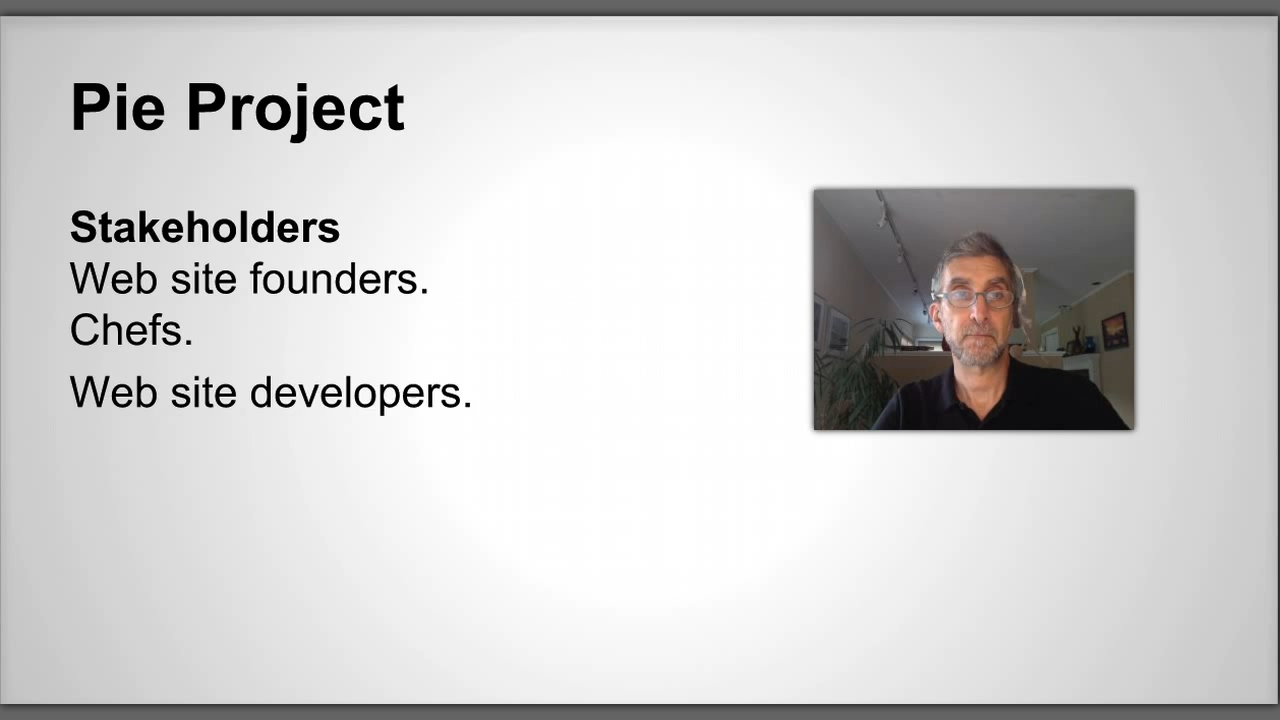 Pie Project
Stakeholders
Web site founders.
Chefs.
Web site developers.